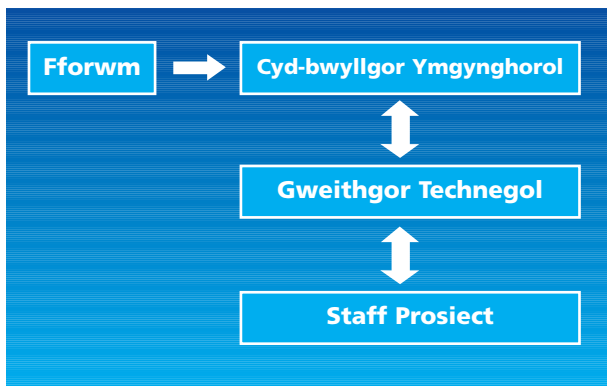 Fforwm
Cyd-bwyllgor Ymgynghorol
Gweithgor Technegol
Staff Prosiect